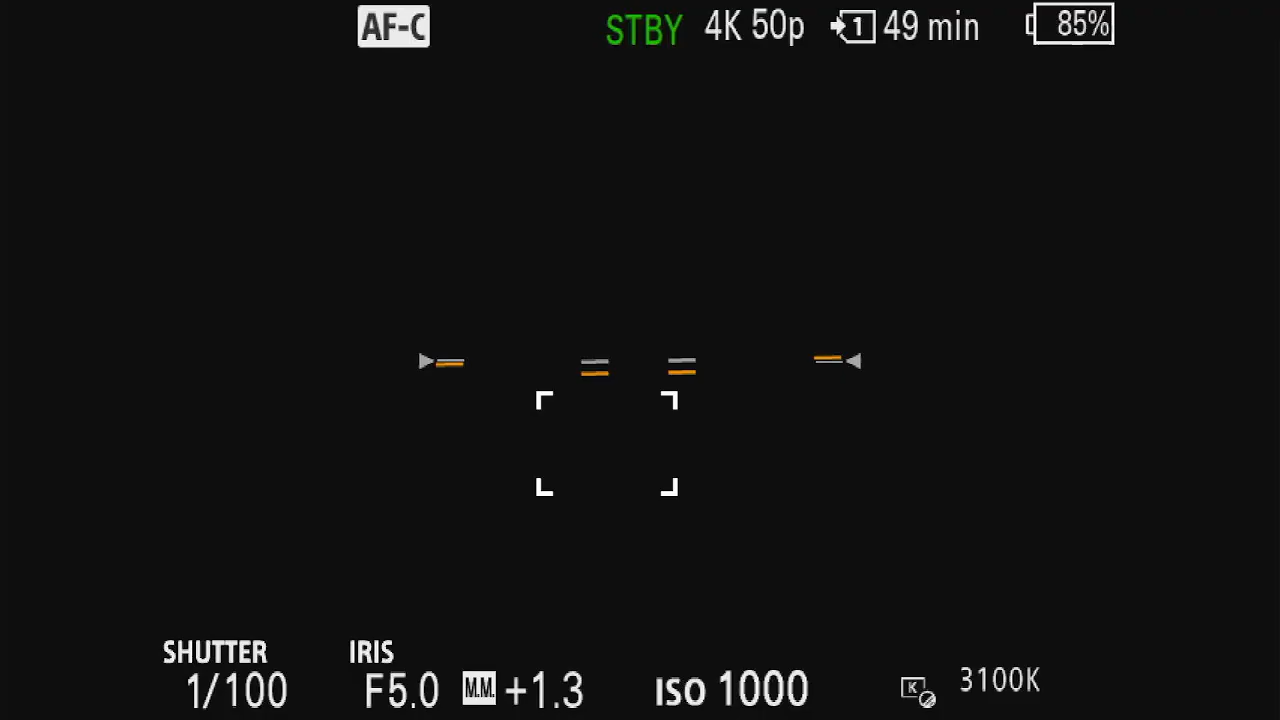 AF-C STBY 4K 50p 1 49 min 85%
SHUTTER IRIS
1/100 F5.0 M.M. +1.3 ISO 1000 K 3100K